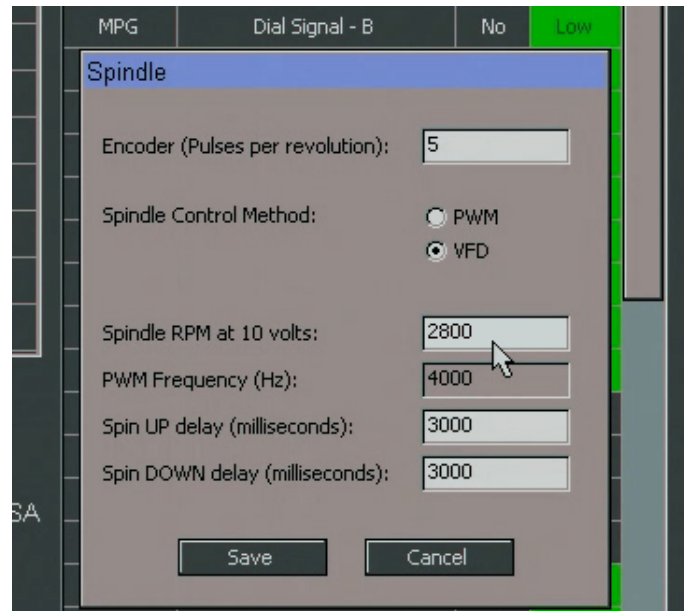 MPG Dial Signal - B No Low
Spindle
Encoder (Pulses per revolution): 5
Spindle Control Method: PWM
VFD
Spindle RPM at 10 volts: 2800
PWM Frequency (Hz): 4000
Spin UP delay (milliseconds): 3000
Spin DOWN delay (milliseconds): 3000
SA
Save Cancel